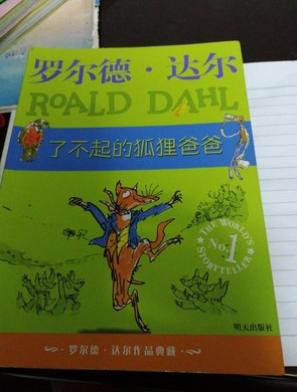 罗尔德·达尔
ROALD DAHL
了不起的狐狸爸爸
THE WORLD'S
No.1
STORYTELLER
明天出版社
·罗尔德·达尔作品典藏·